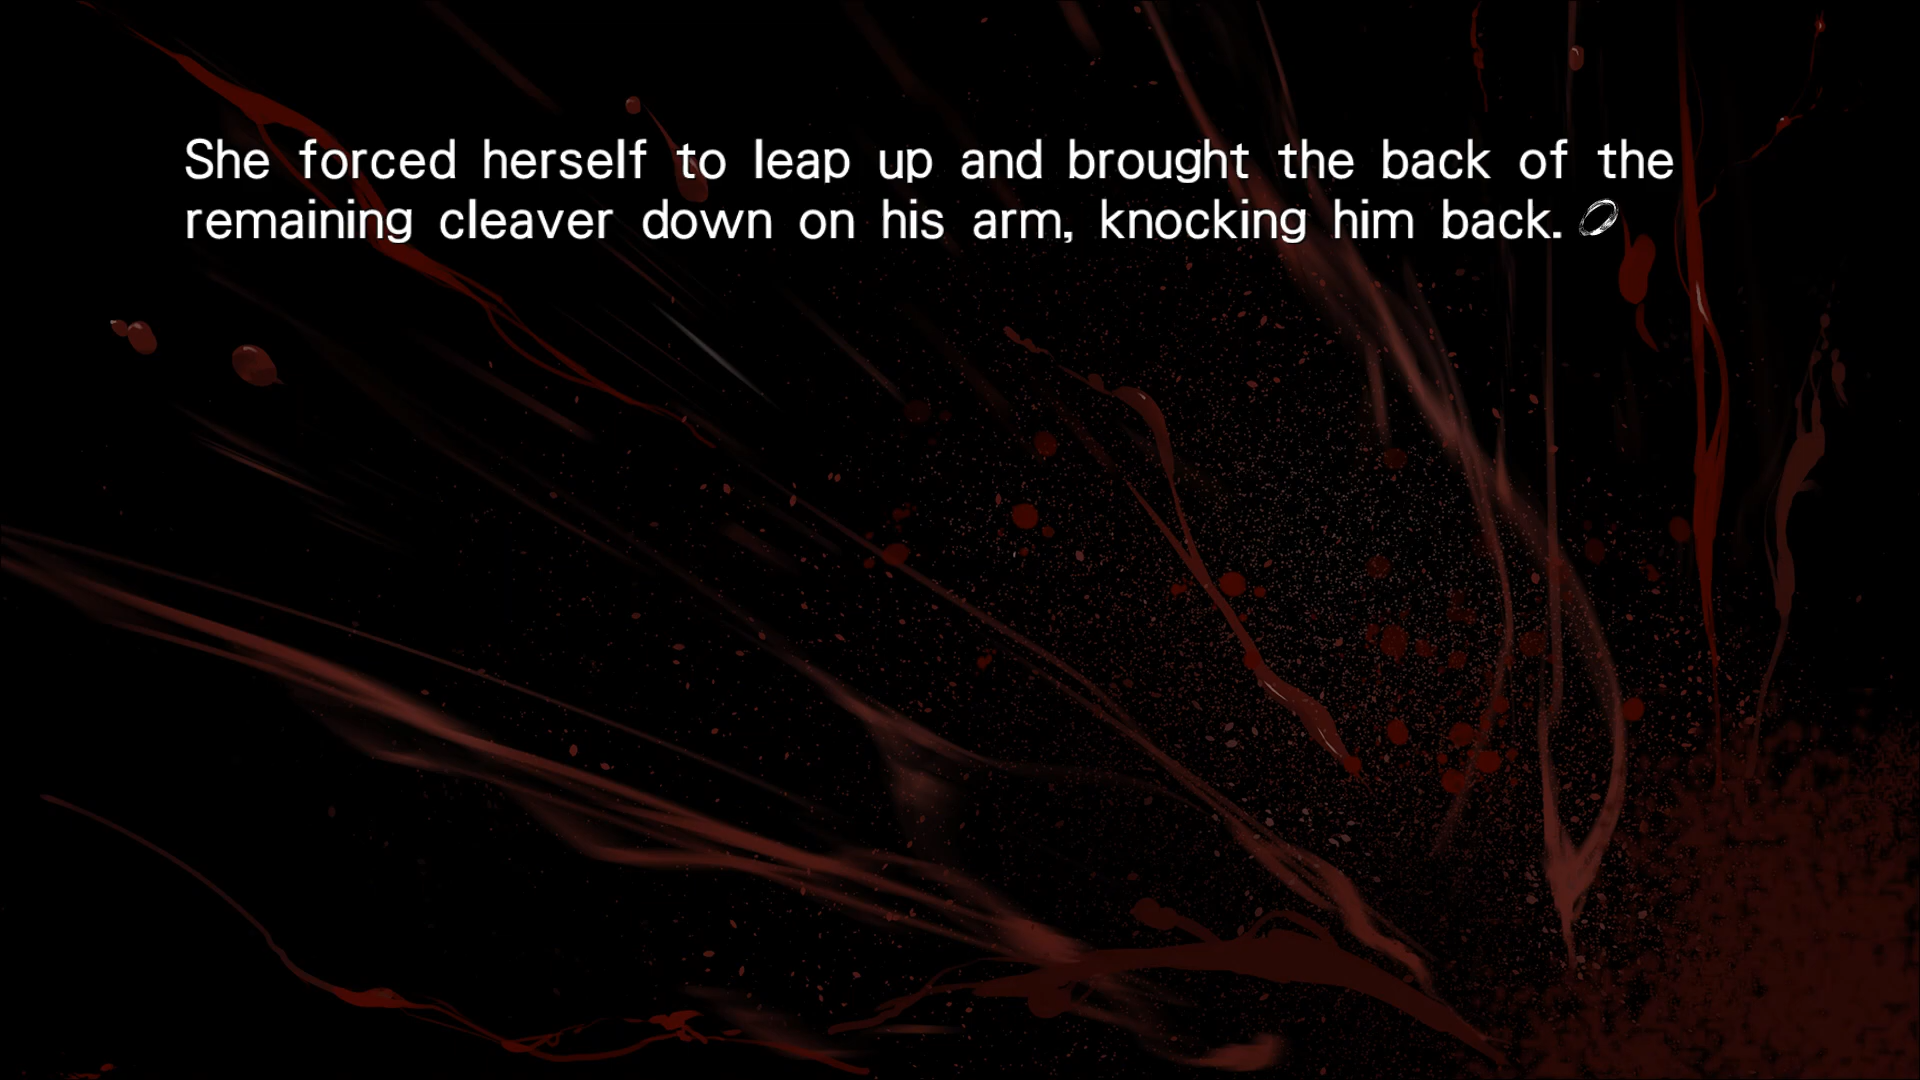 She forced herself to leap up and brought the back of the
remaining cleaver down on his arm, knocking him back.